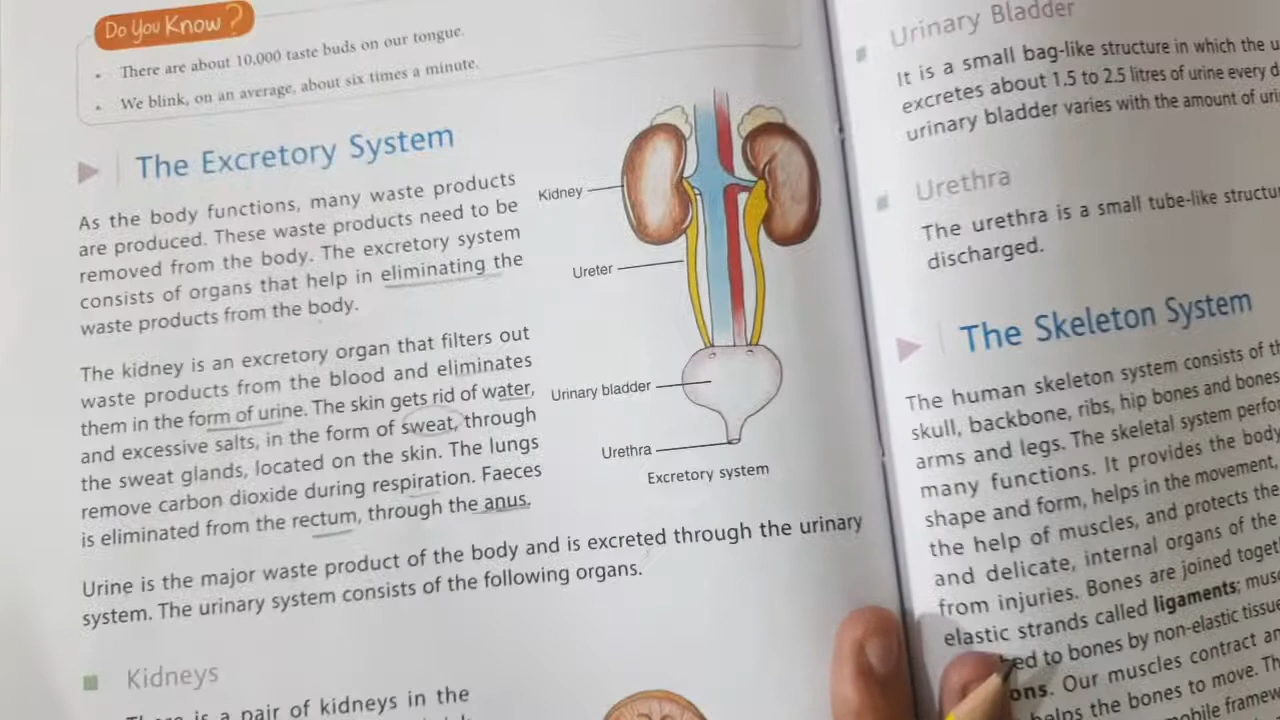 Do You Know?
• There are about 10,000 taste buds on our tongue.
• We blink, on an average, about six times a minute.
The Excretory System
As the body functions, many waste products
are produced. These waste products need to be
removed from the body. The excretory system
consists of organs that help in eliminating the
waste products from the body.
The kidney is an excretory organ that filters out
waste products from the blood and eliminates
them in the form of urine. The skin gets rid of water,
and excessive salts, in the form of sweat, through
the sweat glands, located on the skin. The lungs
remove carbon dioxide during respiration. Faeces
is eliminated from the rectum, through the anus.
Kidney
Ureter
Urinary bladder
Urethra
Excretory system
Urine is the major waste product of the body and is excreted through the urinary
system. The urinary system consists of the following organs.
Kidneys
is a pair of kidneys in the
Urinary Bladder
It is a small bag-like structure in which the
excretes about 1.5 to 2.5 litres of urine every
urinary bladder varies with the amount of
Urethra
The urethra is a small tube-like
discharged.
The Skeleton System
The human skeleton system consists of
skull, backbone, ribs, hip bones and bones
arms and legs. The skeletal system
many functions. It provides the body
shape and form, helps in the movement,
the help of muscles, and protects the
and delicate, internal organs of the
from injuries. Bones are joined
elastic strands called ligaments;
to bones by non-elastic
Our muscles contract
helps the bones to move.
mobile